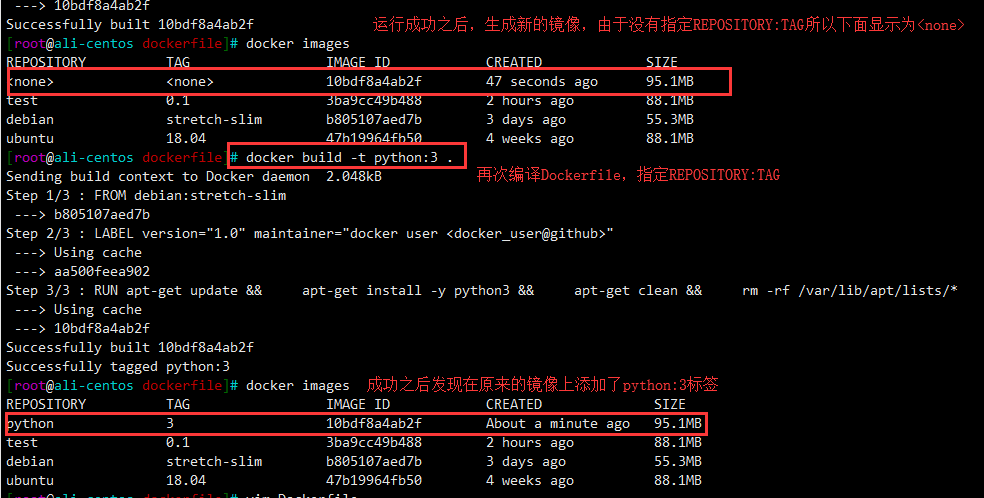 ---> 10bdf8a4ab2f
Successfully built 10bdf8a4ab2f
运行成功之后，生成新的镜像，由于没有指定REPOSITORY:TAG所以下面显示为<none>
[root@ali-centos dockerfile]# docker images
REPOSITORY TAG IMAGE ID CREATED SIZE
<none> <none> 10bdf8a4ab2f 47 seconds ago 95.1MB
test 0.1 3ba9cc49b488 2 hours ago 88.1MB
debian stretch-slim b805107aed7b 3 days ago 55.3MB
ubuntu 18.04 47b19964fb50 4 weeks ago 88.1MB
[root@ali-centos dockerfile]# docker build -t python:3 .
Sending build context to Docker daemon 2.048kB
再次编译Dockerfile，指定REPOSITORY:TAG
Step 1/3 : FROM debian:stretch-slim
---> b805107aed7b
Step 2/3 : LABEL version="1.0" maintainer="docker user <docker_user@github>"
---> Using cache
---> aa500feea902
Step 3/3 : RUN apt-get update && apt-get install -y python3 && apt-get clean && rm -rf /var/lib/apt/lists/*
---> Using cache
---> 10bdf8a4ab2f
Successfully built 10bdf8a4ab2f
Successfully tagged python:3
[root@ali-centos dockerfile]# docker images 成功之后发现在原来的镜像上添加了python:3标签
REPOSITORY TAG IMAGE ID CREATED SIZE
python 3 10bdf8a4ab2f About a minute ago 95.1MB
test 0.1 3ba9cc49b488 2 hours ago 88.1MB
debian stretch-slim b805107aed7b 3 days ago 55.3MB
ubuntu 18.04 47b19964fb50 4 weeks ago 88.1MB
[root@ali-centos dockerfile]# vim Dockerfile